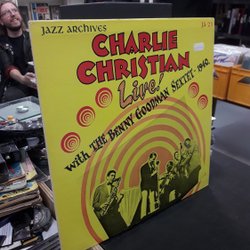 JAZZ ARCHIVES
JA-23
CHARLIE
CHRISTIAN
Live!
with THE BENNY GOODMAN SEXTET 1940